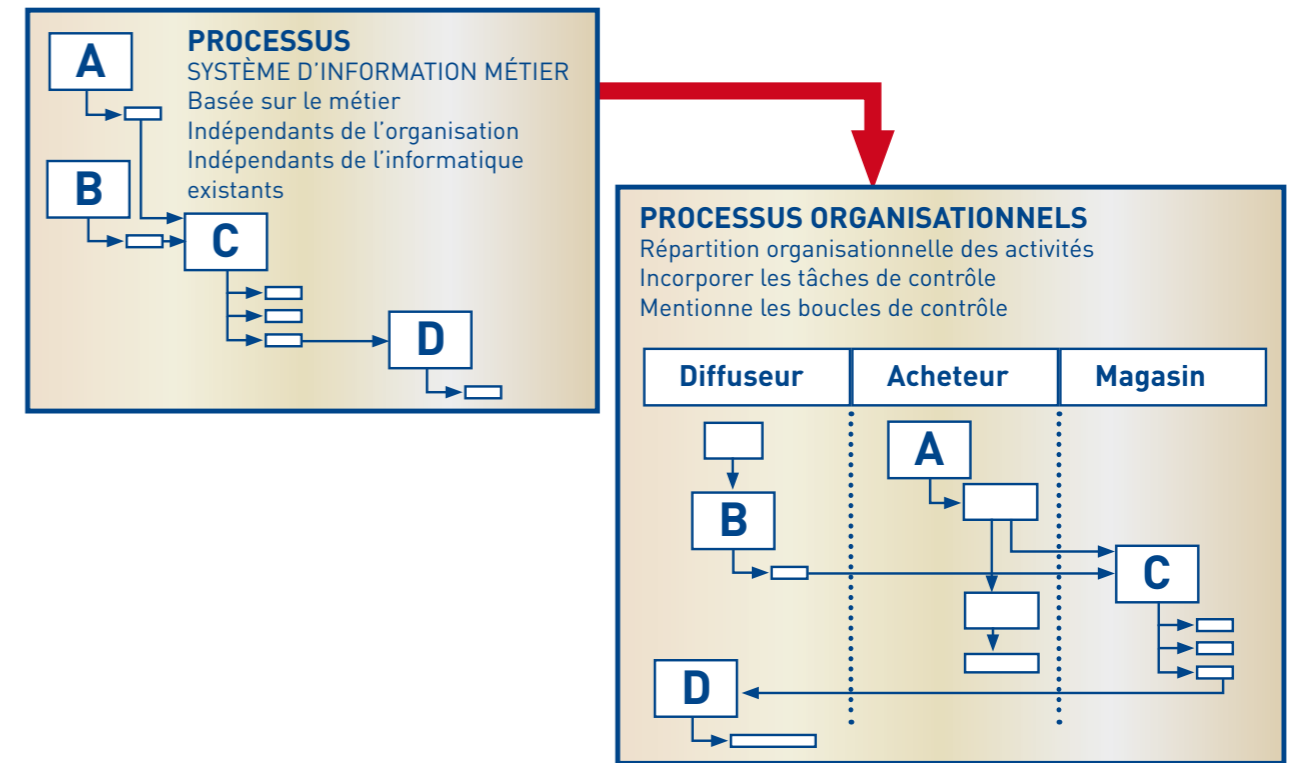 A
B
C
D
PROCESSUS
SYSTÈME D'INFORMATION MÉTIER
Basée sur le métier
Indépendants de l'organisation
Indépendants de l'informatique
existants
PROCESSUS ORGANISATIONNELS
Répartition organisationnelle des activités
Incorporer les tâches de contrôle
Mentionne les boucles de contrôle
Diffuseur Acheteur Magasin
A
B
C
D